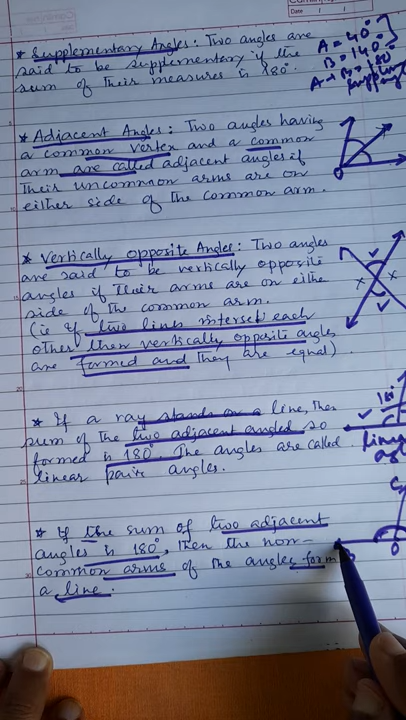 * Supplementary Angles: Two angles are
said to be supplementary if the
sum of their measures is 180°.
A = 40°
B = 140°
A+B = 180°
* Adjacent Angles: Two angles having
a common vertex and a common
arm are called adjacent angles if
their uncommon arms are on
either side of the common arm.
O
* Vertically opposite Angles: Two angles
are said to be vertically opposite
angles if their arms are on eithe
side of the common arm.
(ie if two lines intersect each
other then vertically opposite angles
are formed and they are equal).
* If a ray stands on a line, then
sum of the two adjacent angled so
formed is 180°. The angles are called
linear pair angles.
* If the sum of two adjacent
angles is 180°, then the non-
common arms of the angles form
a line.
O